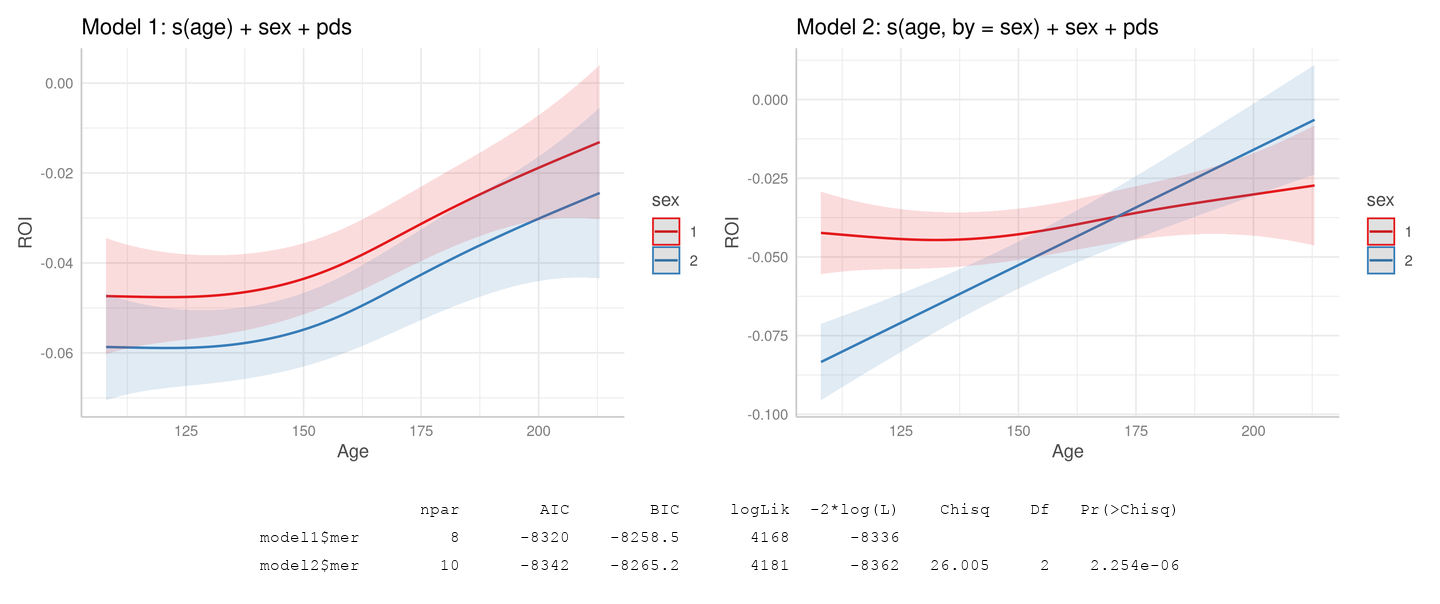 Model 1: s(age) + sex + pds
0.00
-0.02
-0.04
-0.06
ROI
125 150 175 200
Age
sex
1
2
Model 2: s(age, by = sex) + sex + pds
0.000
-0.025
-0.050
-0.075
-0.100
ROI
125 150 175 200
Age
sex
1
2
npar AIC BIC logLik -2*log(L) Chisq Df Pr(>Chisq)
model1$mer 8 -8320 -8258.5 4168 -8336
model2$mer 10 -8342 -8265.2 4181 -8362 26.005 2 2.254e-06